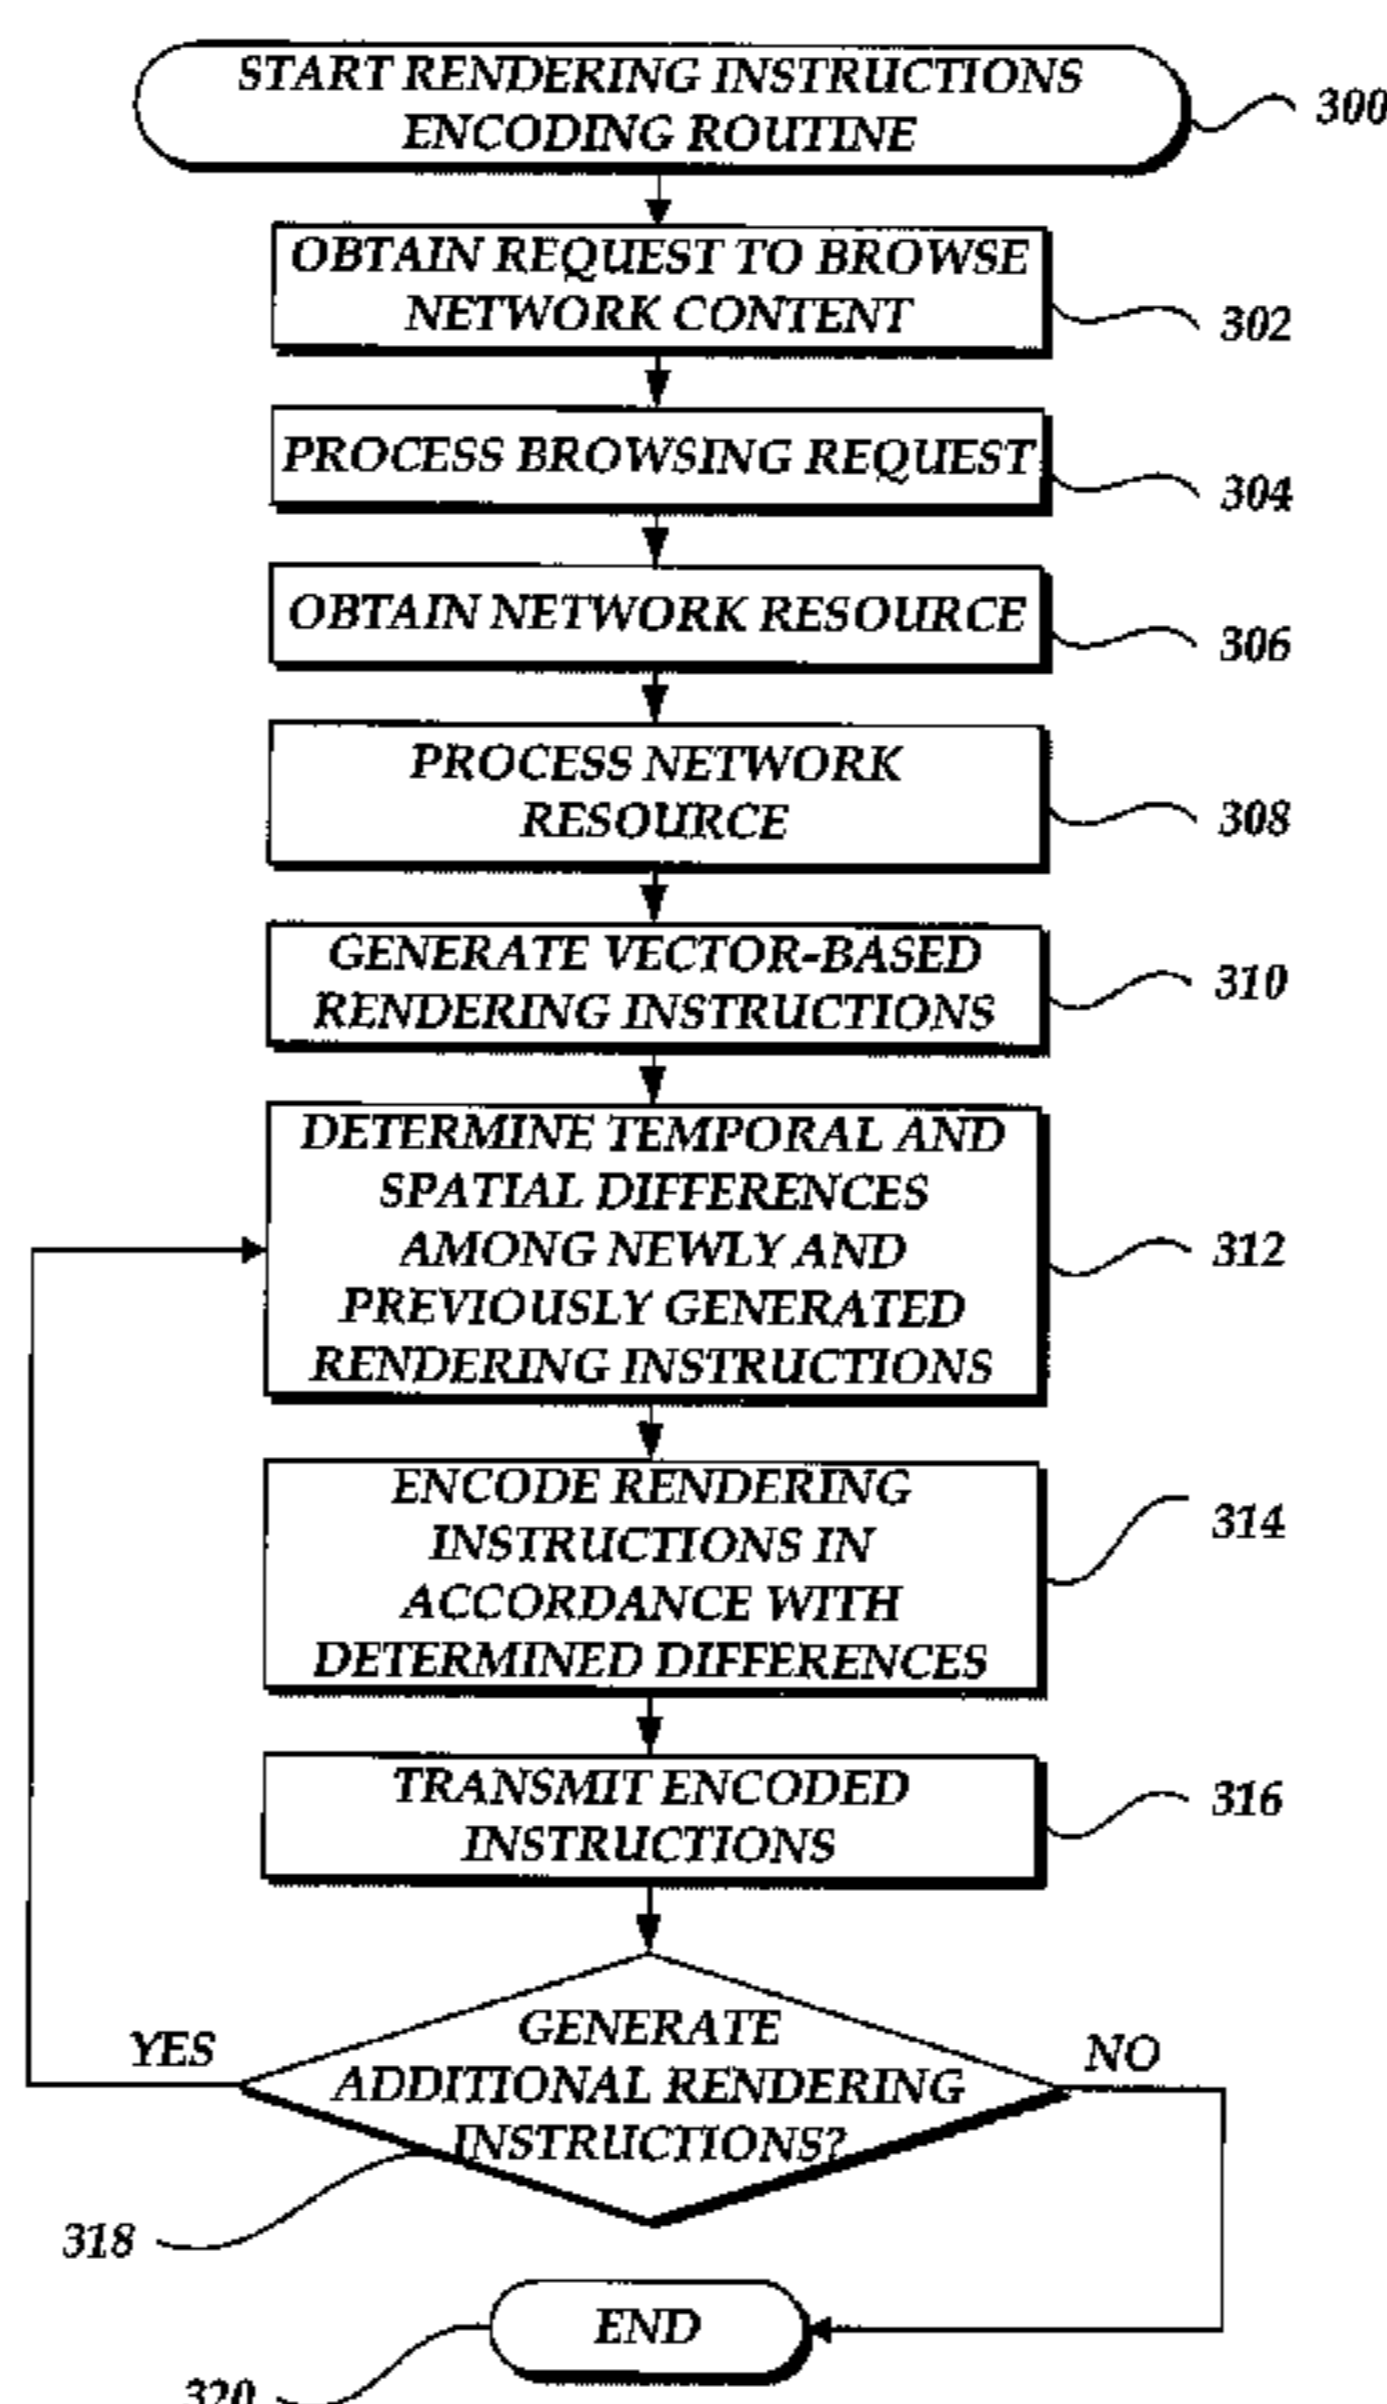 START RENDERING INSTRUCTIONS
ENCODING ROUTINE
300
OBTAIN REQUEST TO BROWSE
NETWORK CONTENT
302
PROCESS BROWSING REQUEST
304
OBTAIN NETWORK RESOURCE
306
PROCESS NETWORK
RESOURCE
308
GENERATE VECTOR-BASED
RENDERING INSTRUCTIONS
310
DETERMINE TEMPORAL AND
SPATIAL DIFFERENCES
AMONG NEWLY AND
PREVIOUSLY GENERATED
RENDERING INSTRUCTIONS
312
ENCODE RENDERING
INSTRUCTIONS IN
ACCORDANCE WITH
DETERMINED DIFFERENCES
314
TRANSMIT ENCODED
INSTRUCTIONS
316
YES
GENERATE
ADDITIONAL RENDERING
INSTRUCTIONS?
NO
318
END
320